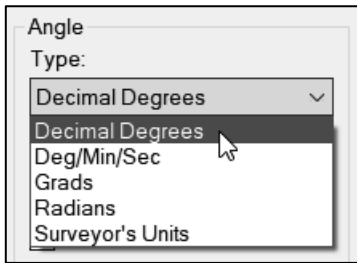 Angle
Type:
Decimal Degrees
Decimal Degrees
Deg/Min/Sec
Grads
Radians
Surveyor's Units